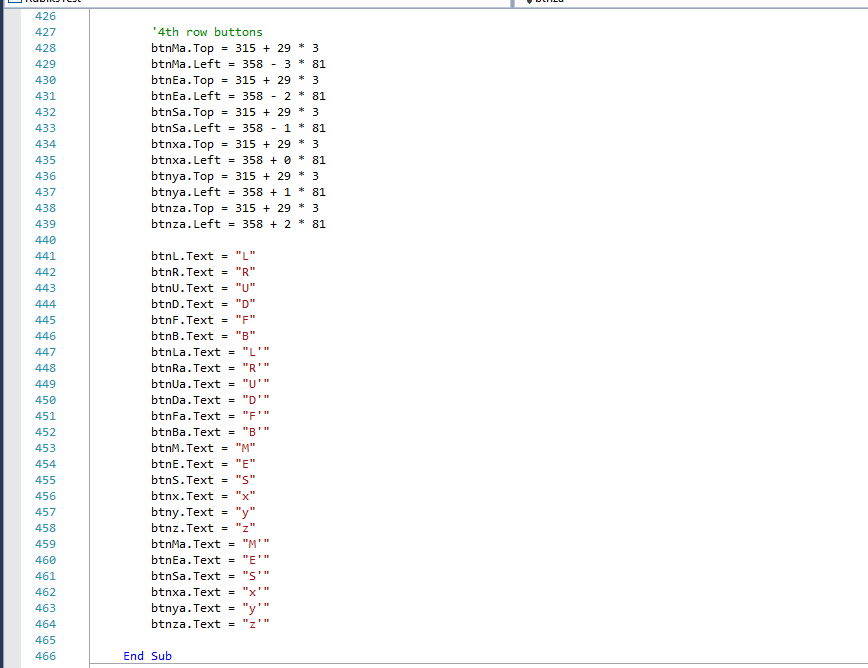 426
427 '4th row buttons
428 btnMa.Top = 315 + 29 * 3
429 btnMa.Left = 358 - 3 * 81
430 btnEa.Top = 315 + 29 * 3
431 btnEa.Left = 358 - 2 * 81
432 btnSa.Top = 315 + 29 * 3
433 btnSa.Left = 358 - 1 * 81
434 btnxa.Top = 315 + 29 * 3
435 btnxa.Left = 358 + 0 * 81
436 btnya.Top = 315 + 29 * 3
437 btnya.Left = 358 + 1 * 81
438 btnza.Top = 315 + 29 * 3
439 btnza.Left = 358 + 2 * 81
440
441 btnL.Text = "L"
442 btnR.Text = "R"
443 btnU.Text = "U"
444 btnD.Text = "D"
445 btnF.Text = "F"
446 btnB.Text = "B"
447 btnLa.Text = "L'"
448 btnRa.Text = "R'"
449 btnUa.Text = "U'"
450 btnDa.Text = "D'"
451 btnFa.Text = "F'"
452 btnBa.Text = "B'"
453 btnM.Text = "M"
454 btnE.Text = "E"
455 btnS.Text = "S"
456 btnx.Text = "x"
457 btny.Text = "y"
458 btnz.Text = "z"
459 btnMa.Text = "M'"
460 btnEa.Text = "E'"
461 btnSa.Text = "S'"
462 btnxa.Text = "x'"
463 btnya.Text = "y'"
464 btnza.Text = "z'"
465
466 End Sub